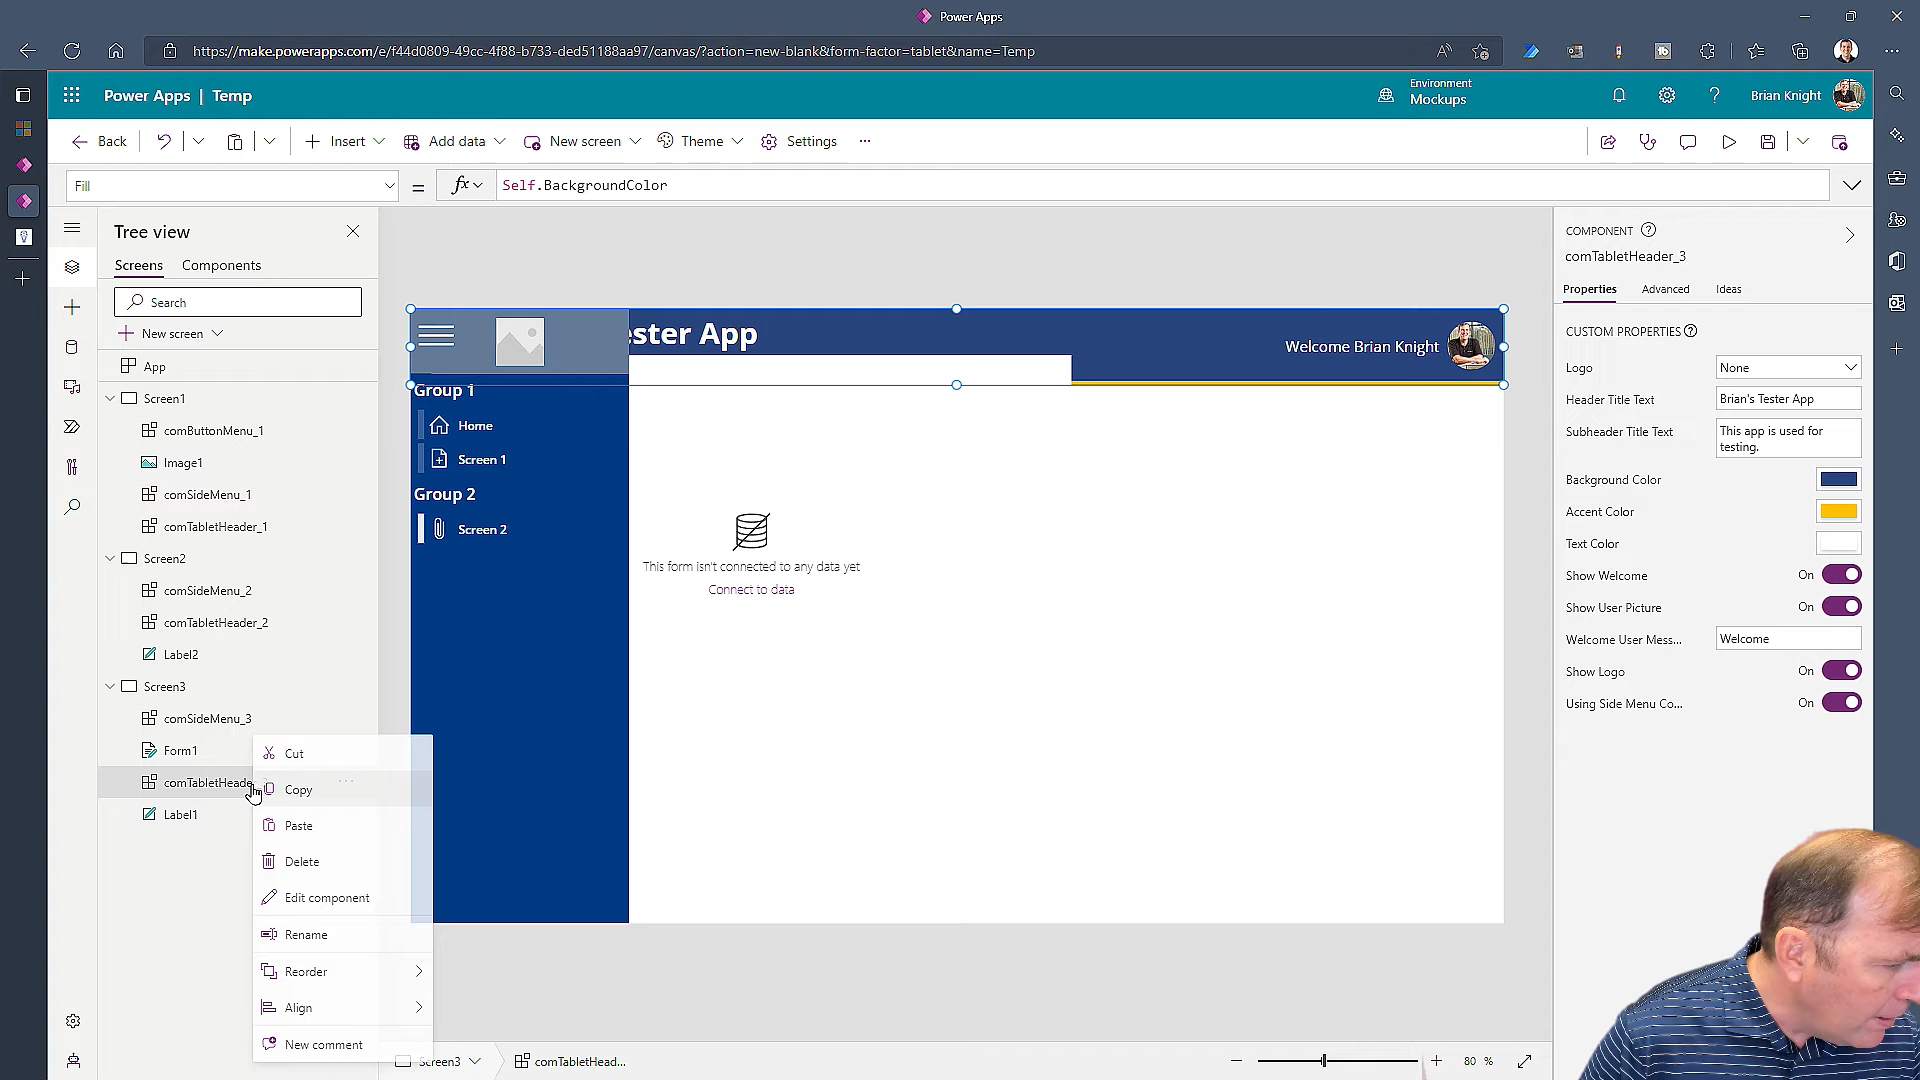 Power Apps
https://make.powerapps.com/e/f44d0809-49cc-4f88-b733-ded51188aa97/canvas/?action=new-blank&form-factor=tablet&name=Temp
Power Apps | Temp
Environment
Mockups
Brian Knight
Back
Insert
Add data
New screen
Theme
Settings
Fill
=
fx
Self.BackgroundColor
Tree view
Screens
Components
Search
New screen
App
Screen1
comButtonMenu_1
Image1
comSideMenu_1
comTabletHeader_1
Screen2
comSideMenu_2
comTabletHeader_2
Label2
Screen3
comSideMenu_3
Form1
comTabletHeade
Label1
Cut
Copy
Paste
Delete
Edit component
Rename
Reorder
Align
New comment
ester App
Welcome Brian Knight
Group 1
Home
Screen 1
Group 2
Screen 2
This form isn't connected to any data yet
Connect to data
COMPONENT
comTabletHeader_3
Properties
Advanced
Ideas
CUSTOM PROPERTIES
Logo
None
Header Title Text
Brian's Tester App
Subheader Title Text
This app is used for
testing.
Background Color
Accent Color
Text Color
Show Welcome
On
Show User Picture
On
Welcome User Mess...
Welcome
Show Logo
On
Using Side Menu Co...
On
Screen3
comTabletHead...
80 %